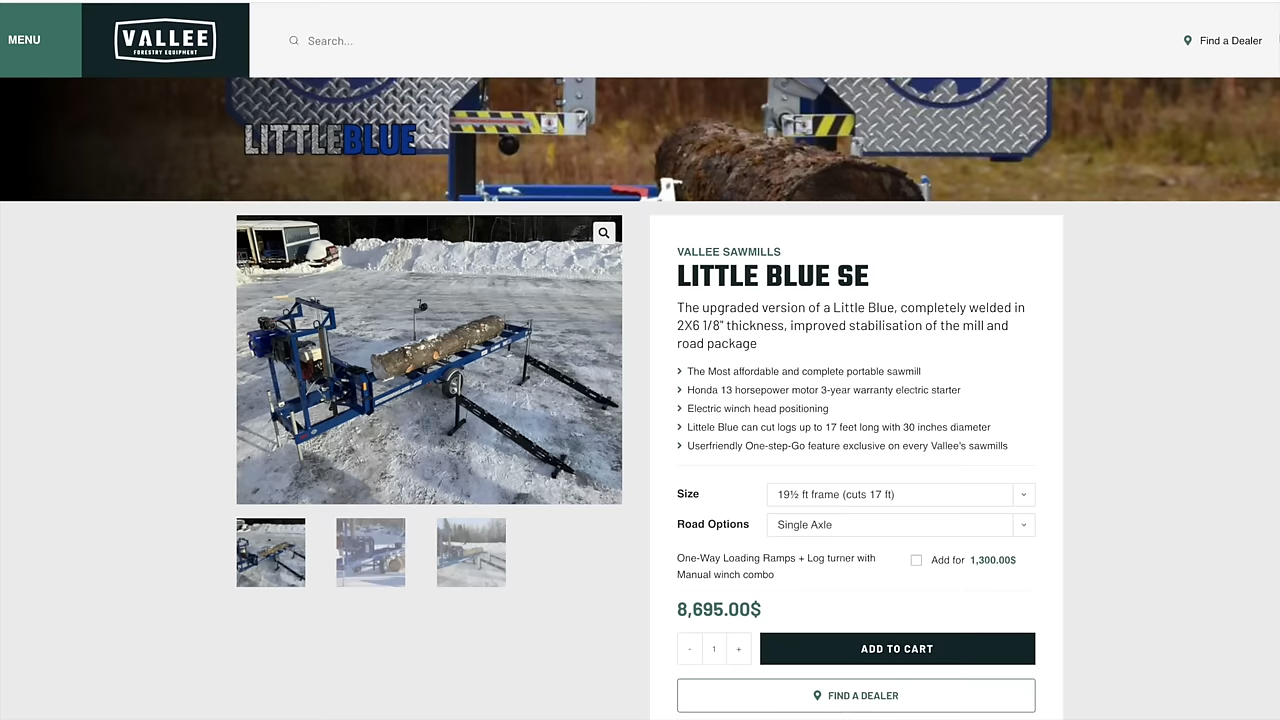 MENU
VALLEE
FORESTRY EQUIPMENT
Search...
Find a Dealer
LITTLEBLUE
VALLEE SAWMILLS
LITTLE BLUE SE
The upgraded version of a Little Blue, completely welded in
2X6 1/8" thickness, improved stabilisation of the mill and
road package
The Most affordable and complete portable sawmill
Honda 13 horsepower motor 3-year warranty electric starter
Electric winch head positioning
Littele Blue can cut logs up to 17 feet long with 30 inches diameter
Userfriendly One-step-Go feature exclusive on every Vallee's sawmills
Size 19½ ft frame (cuts 17 ft)
Road Options Single Axle
One-Way Loading Ramps + Log turner with
Manual winch combo
Add for 1,300.00$
8,695.00$
- 1 +
ADD TO CART
FIND A DEALER